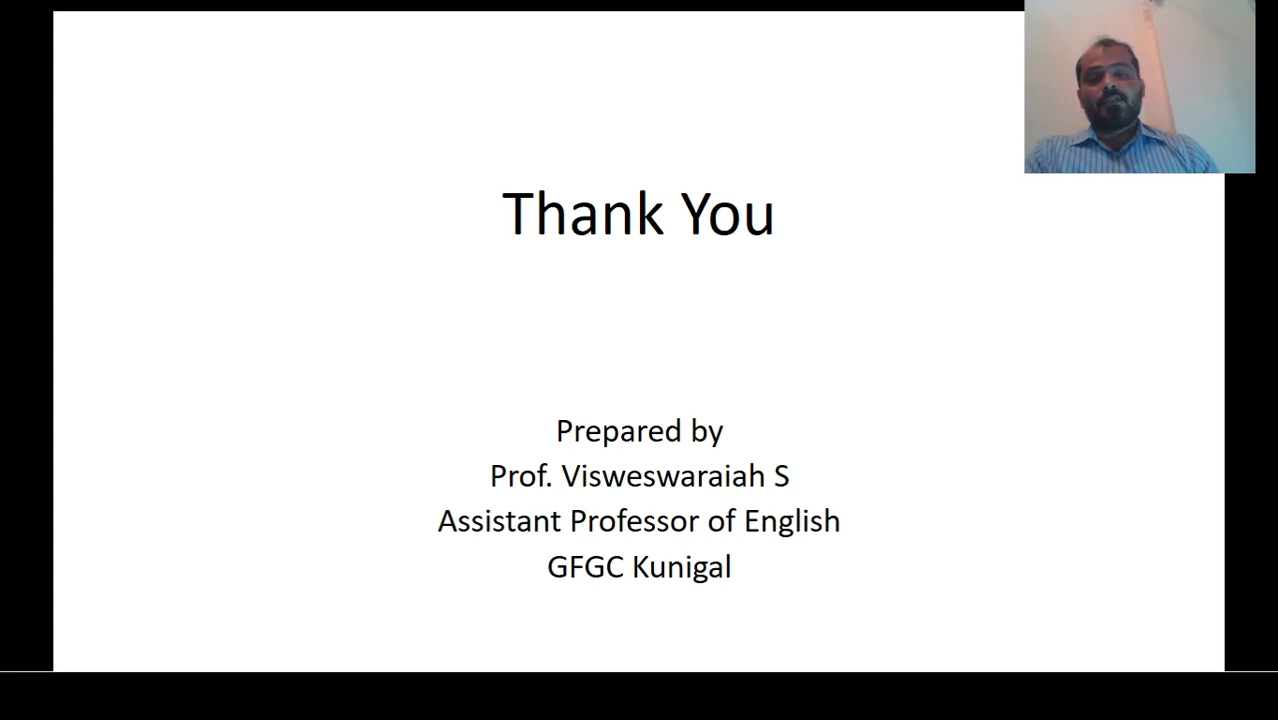 Thank You
Prepared by
Prof. Visweswaraiah S
Assistant Professor of English
GFGC Kunigal